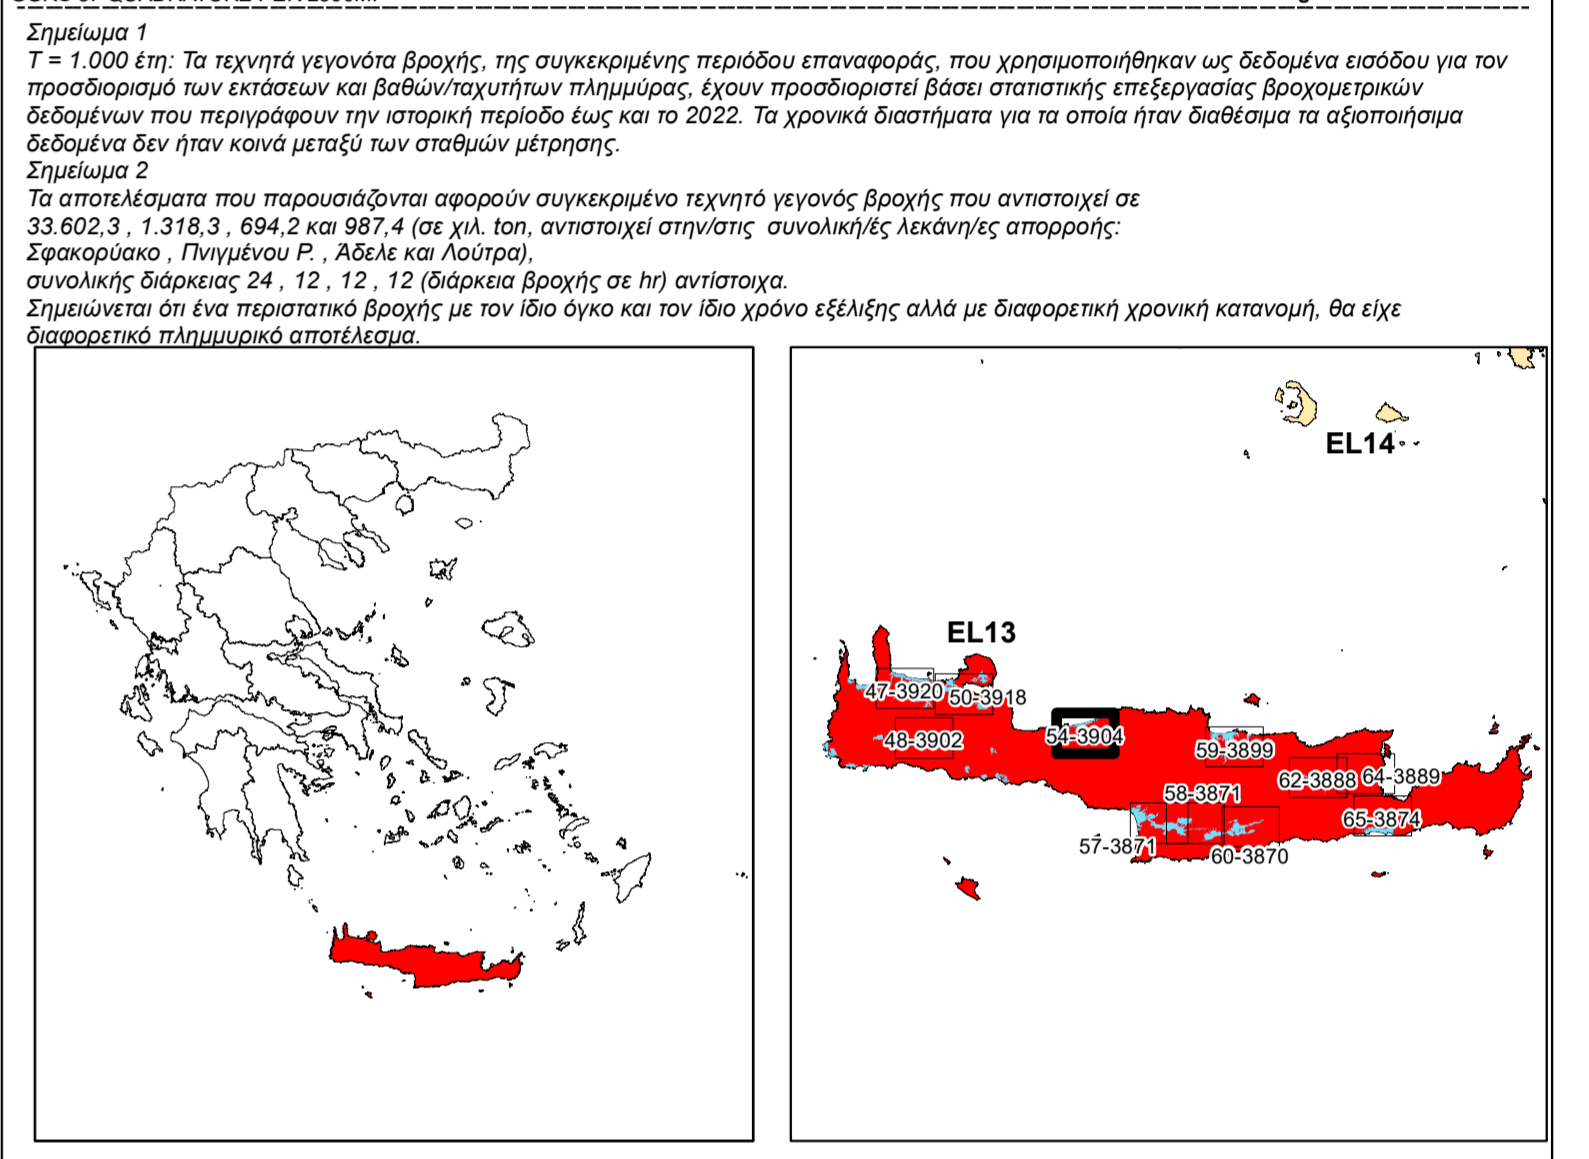 Σημείωμα 1
Τ = 1.000 έτη: Τα τεχνητά γεγονότα βροχής, της συγκεκριμένης περιόδου επαναφοράς, που χρησιμοποιήθηκαν ως δεδομένα εισόδου για τον
προσδιορισμό των εκτάσεων και βαθών/ταχυτήτων πλημμύρας, έχουν προσδιοριστεί βάσει στατιστικής επεξεργασίας βροχομετρικών
δεδομένων που περιγράφουν την ιστορική περίοδο έως και το 2022. Τα χρονικά διαστήματα για τα οποία ήταν διαθέσιμα τα αξιοποιήσιμα
δεδομένα δεν ήταν κοινά μεταξύ των σταθμών μέτρησης.
Σημείωμα 2
Τα αποτελέσματα που παρουσιάζονται αφορούν συγκεκριμένο τεχνητό γεγονός βροχής που αντιστοιχεί σε
33.602,3 , 1.318,3 , 694,2 και 987,4 (σε χιλ. ton, αντιστοιχεί στην/στις συνολική/ές λεκάνη/ες απορροής:
Σφακορύακο , Πνιγμένου Ρ. , Άδελε και Λούτρα),
συνολικής διάρκειας 24 , 12 , 12 , 12 (διάρκεια βροχής σε hr) αντίστοιχα.
Σημειώνεται ότι ένα περιστατικό βροχής με τον ίδιο όγκο και τον ίδιο χρόνο εξέλιξης αλλά με διαφορετική χρονική κατανομή, θα είχε
διαφορετικό πλημμυρικό αποτέλεσμα.
EL14
EL13
47-3920
50-3918
48-3902
54-3904
59-3899
62-3888
64-3889
58-3871
65-3874
57-3871
60-3870